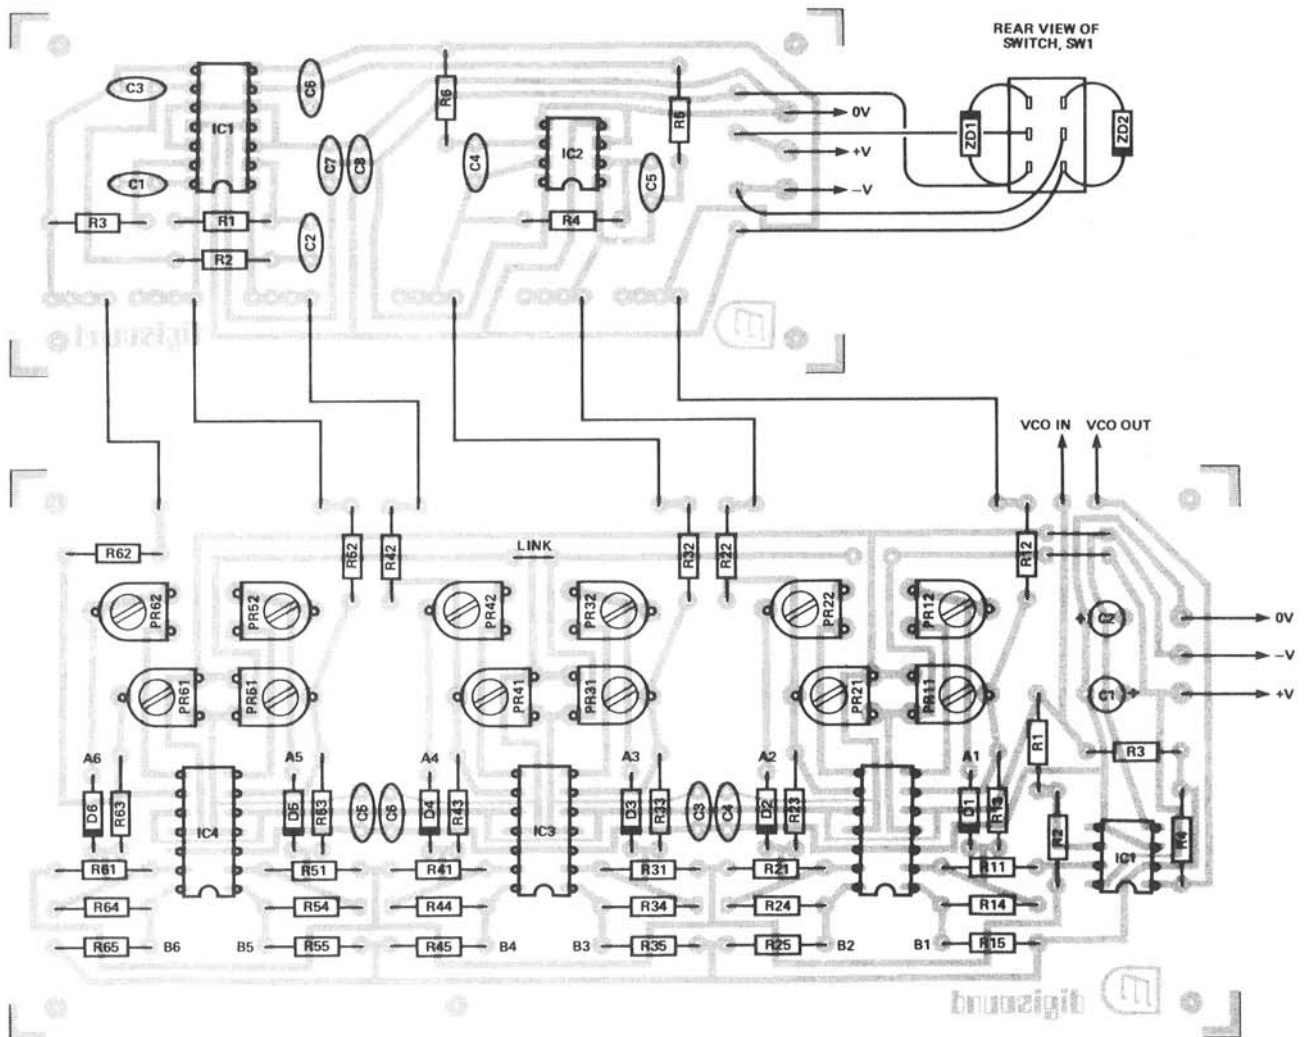 REAR VIEW OF
SWITCH, SW1
C3
IC1
C6
R6
R5
ZD1
ZD2
0V
IC2
C7
C8
C4
+V
C5
C1
−V
R3
R1
R4
R2
C2
VCO IN
VCO OUT
R62
R52
R42
LINK
R32
R22
R12
PR62
PR52
PR42
PR32
PR22
PR12
C2
+
0V
−V
PR61
PR51
PR41
PR31
PR21
PR11
C1
+
+V
R1
R3
A6
A5
A4
A3
A2
A1
D6
R63
D5
R53
C5
C6
D4
R43
D3
R33
C3
C4
D2
R23
D1
R13
R2
R4
IC4
IC3
IC1
R61
R51
R41
R31
R21
R11
R64
R54
R44
R34
R24
R14
R65
B6
B5
R55
R45
B4
B3
R35
R25
B2
B1
R15
digisound